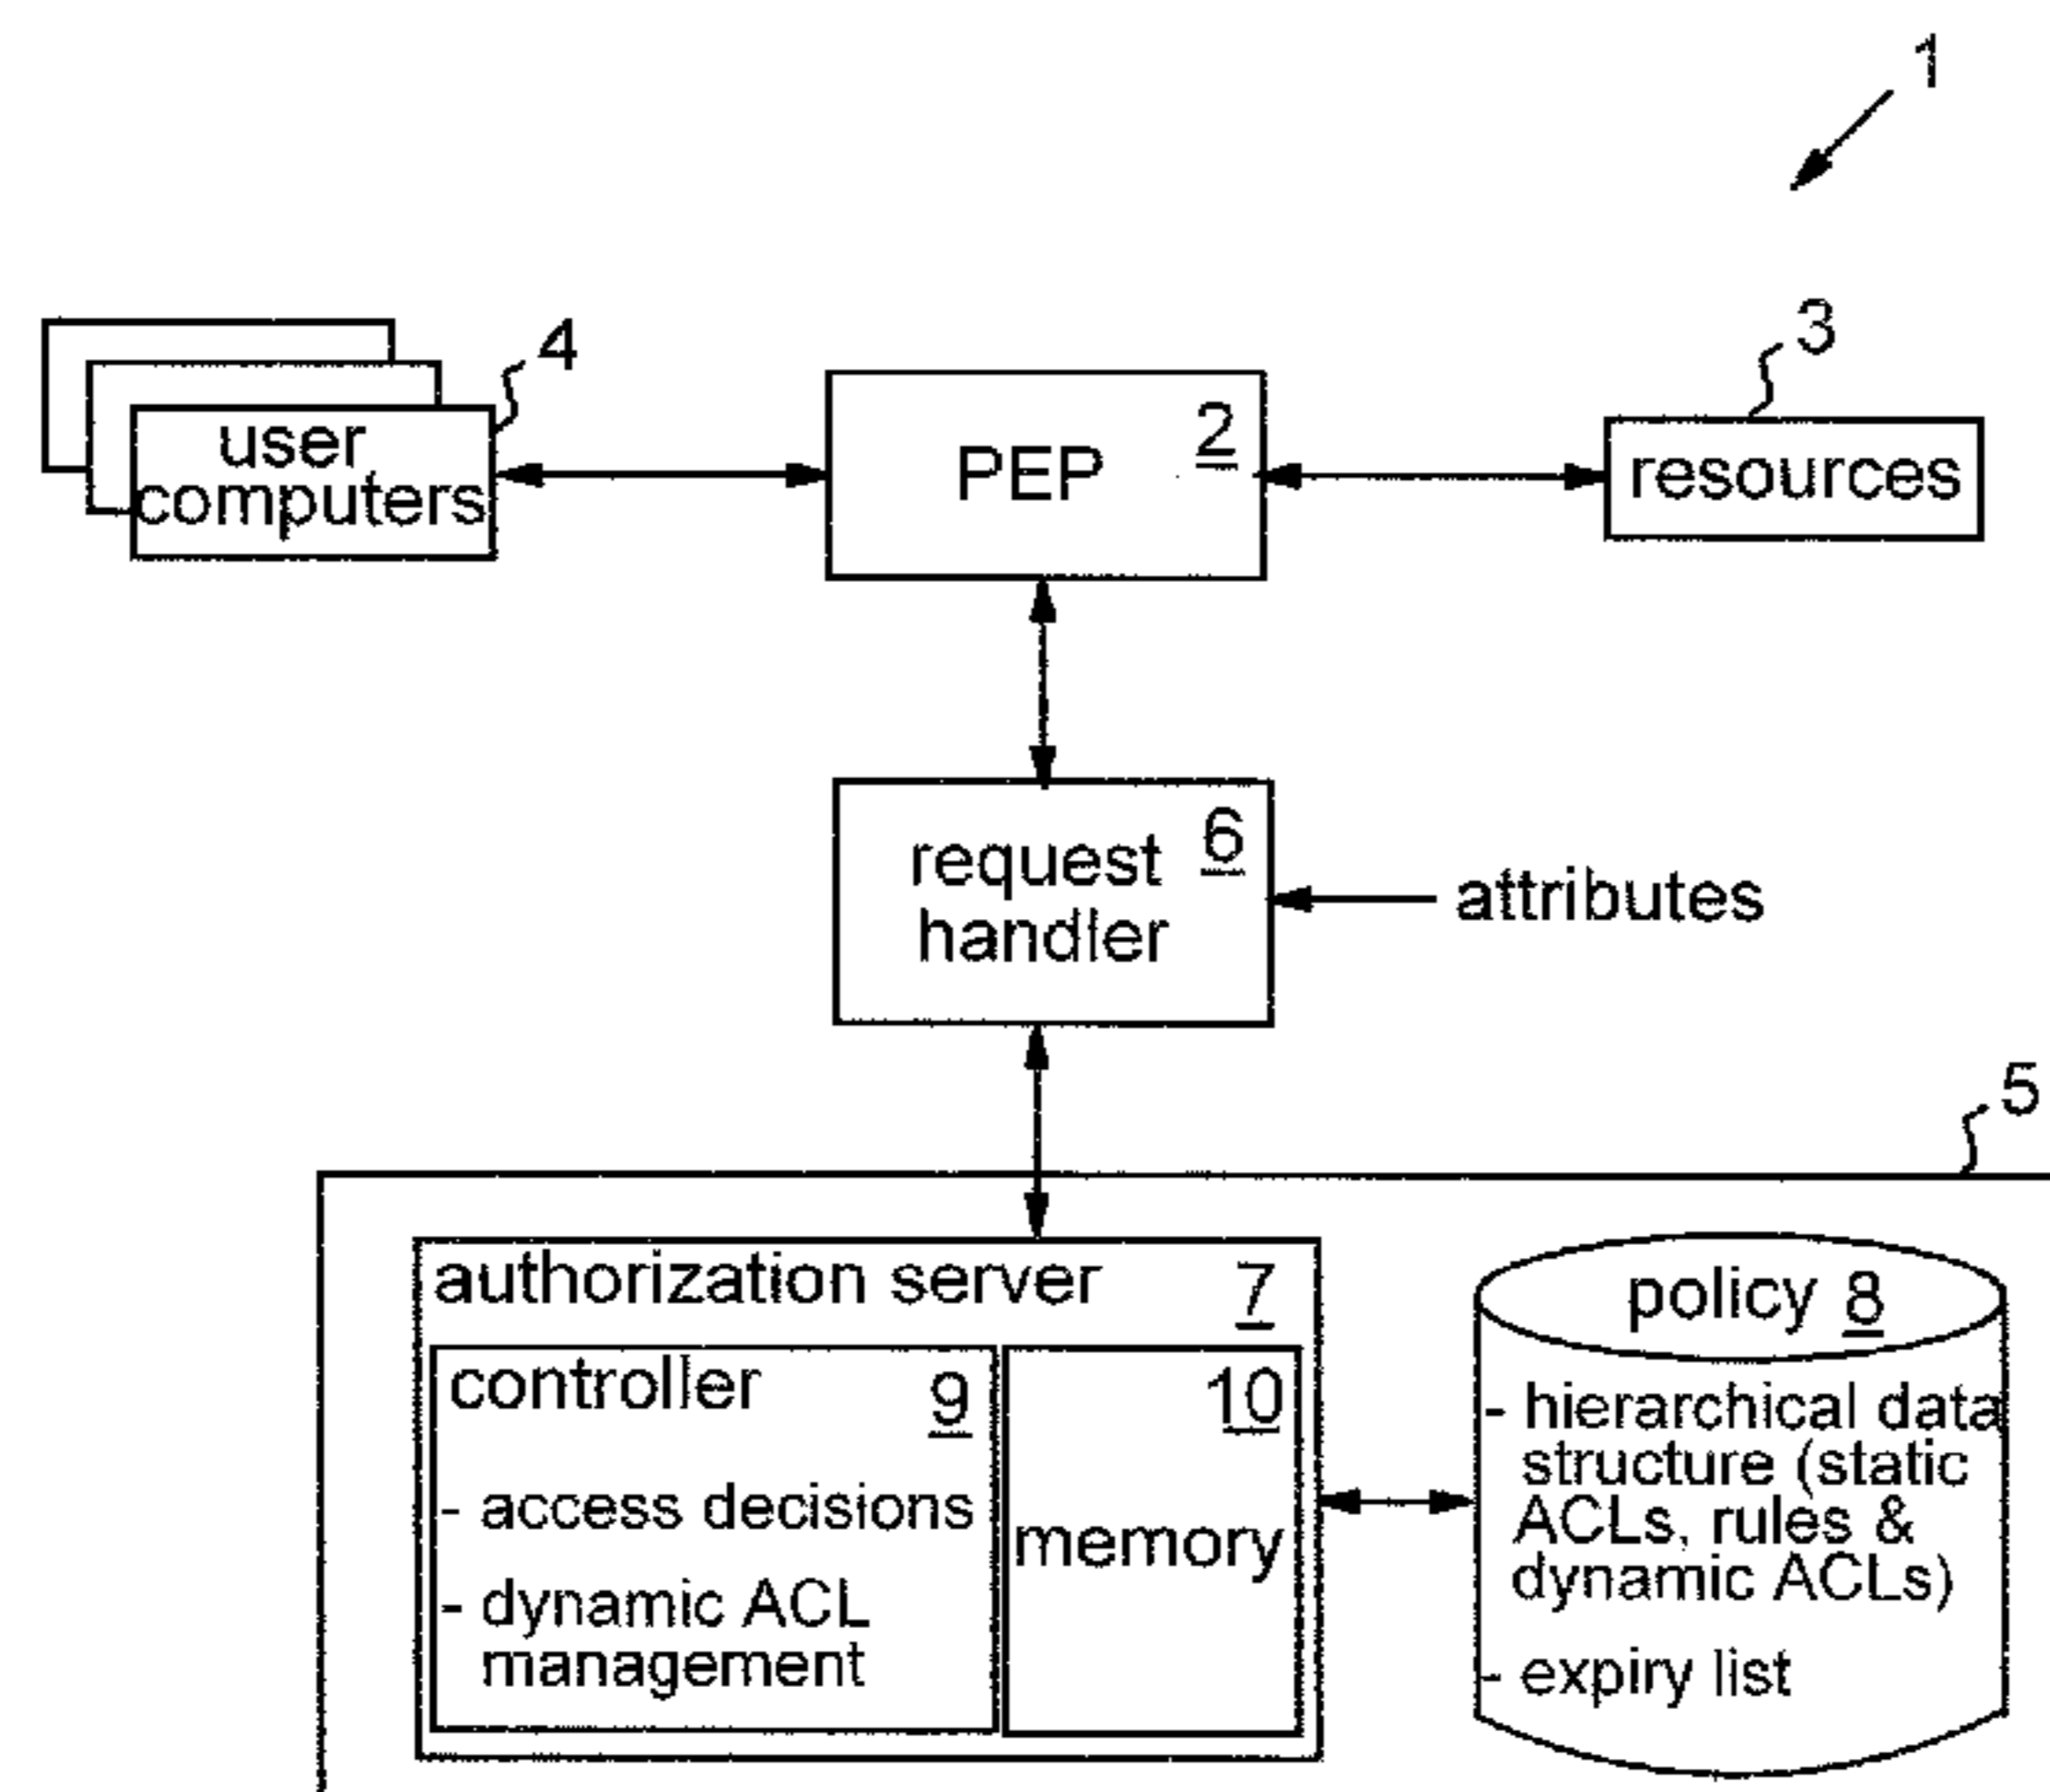 1
4
3
user
computers
PEP 2
resources
request 6
handler
attributes
5
authorization server 7
controller 9
- access decisions
- dynamic ACL
management
10
memory
policy 8
- hierarchical data
structure (static
ACLs, rules &
dynamic ACLs)
- expiry list